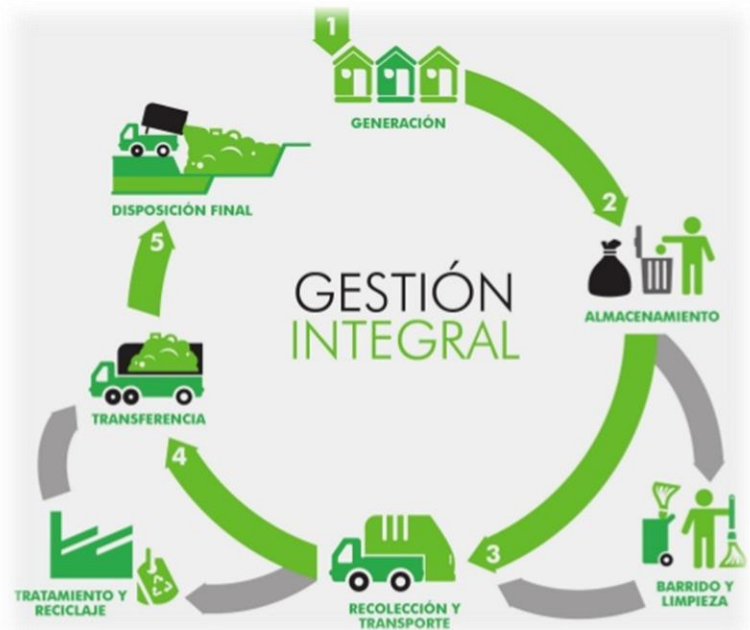 1
GENERACIÓN
2
ALMACENAMIENTO
BARRIDO Y
LIMPIEZA
3
RECOLECCIÓN Y
TRANSPORTE
TRATAMIENTO Y
RECICLAJE
4
TRANSFERENCIA
5
DISPOSICIÓN FINAL
GESTIÓN
INTEGRAL